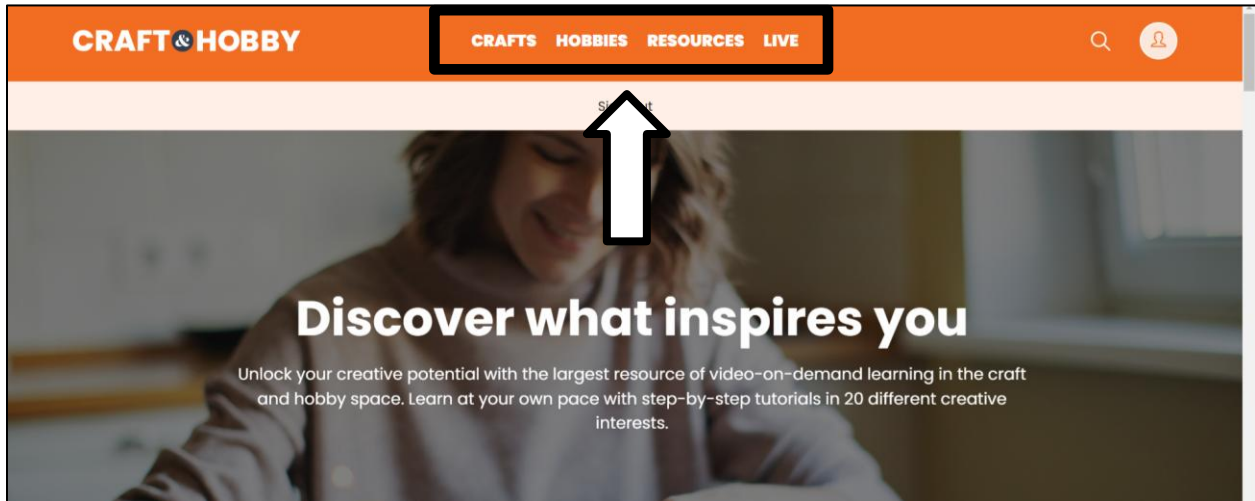 CRAFT&HOBBY
CRAFTS HOBBIES RESOURCES LIVE
Discover what inspires you
Unlock your creative potential with the largest resource of video-on-demand learning in the craft
and hobby space. Learn at your own pace with step-by-step tutorials in 20 different creative
interests.